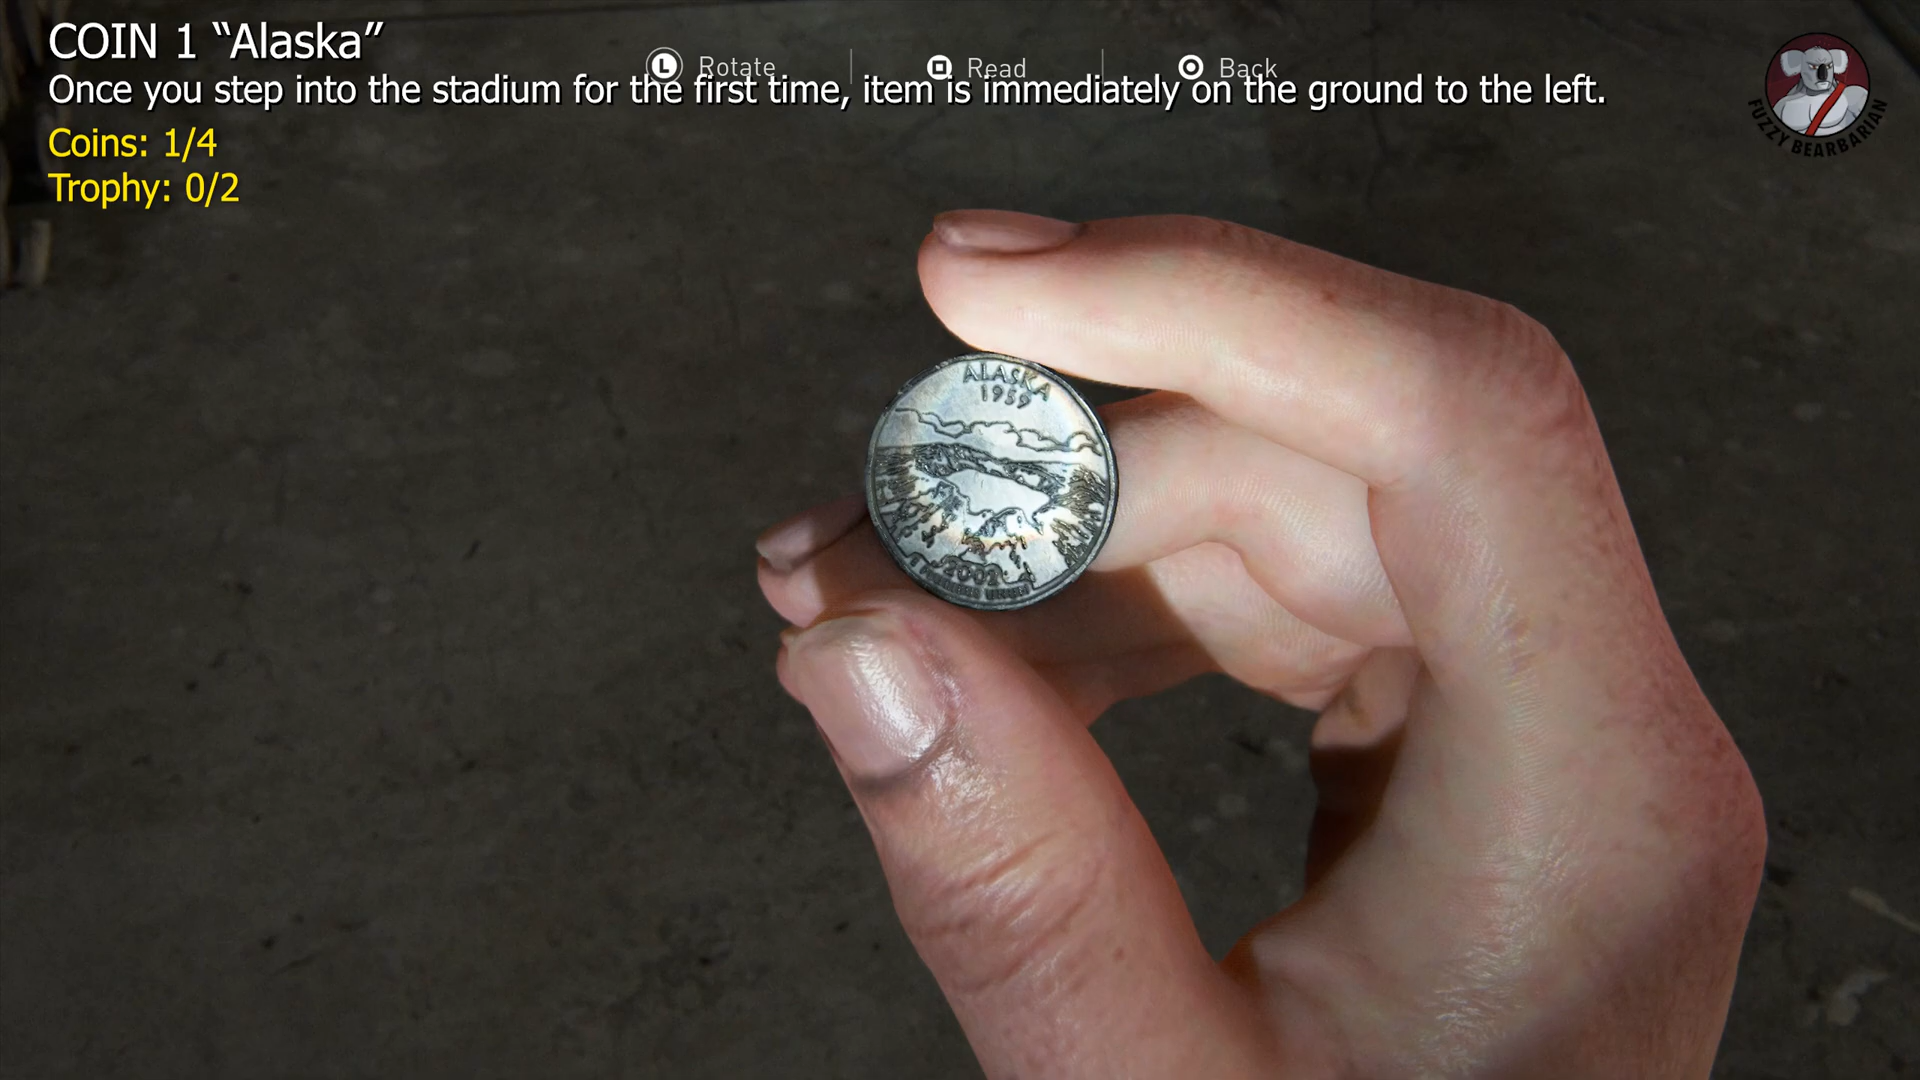 COIN 1 “Alaska”
L Rotate Read Back
Once you step into the stadium for the first time, item is immediately on the ground to the left.
Coins: 1/4
Trophy: 0/2
FUZZY BEARBARIAN
ALASKA
1959
2002